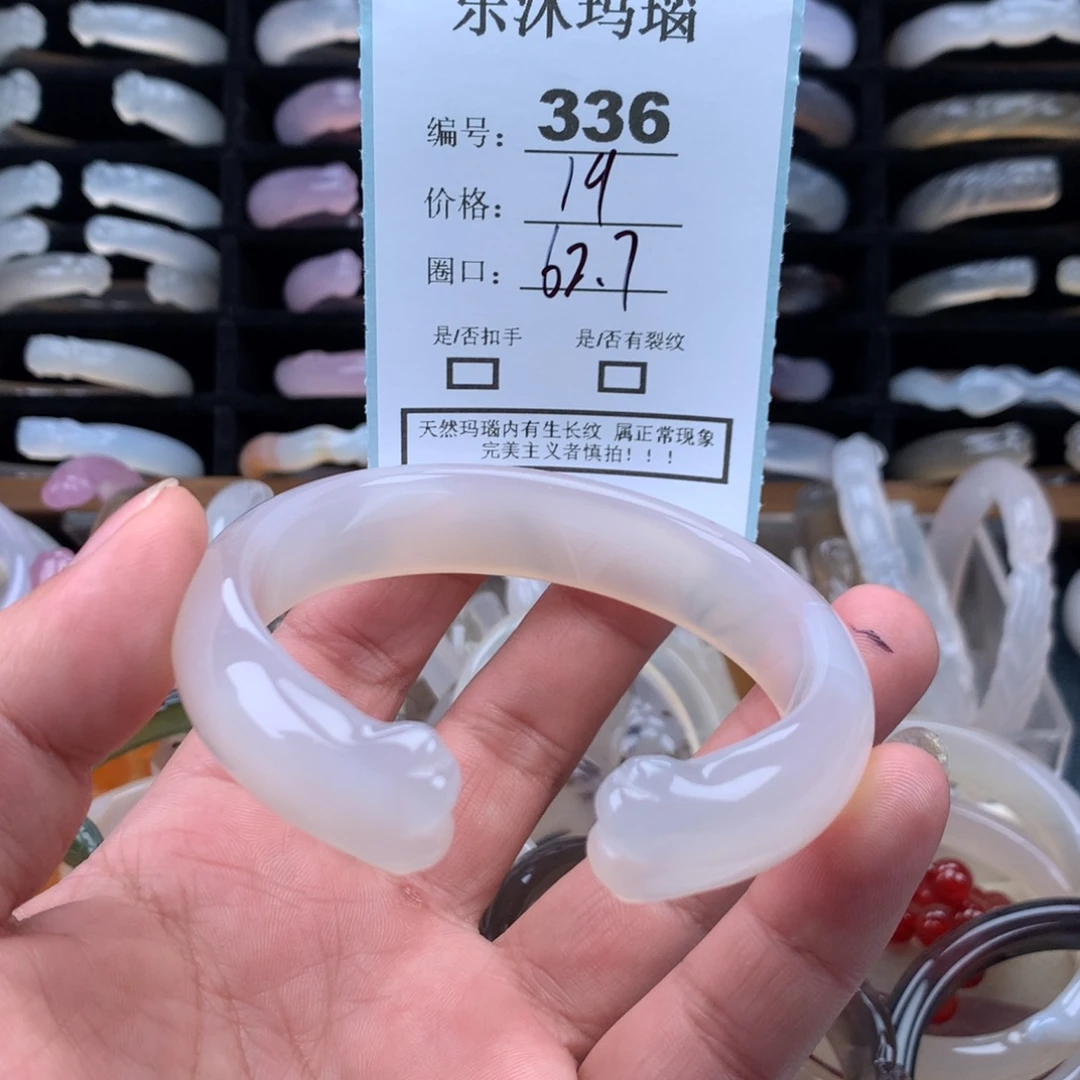 沐玛瑙
编号： 336
价格： 19
圈口： 62.7
是/否扣手 是/否有裂纹
天然玛瑙内有生长纹 属正常现象
完美主义者慎拍！！！